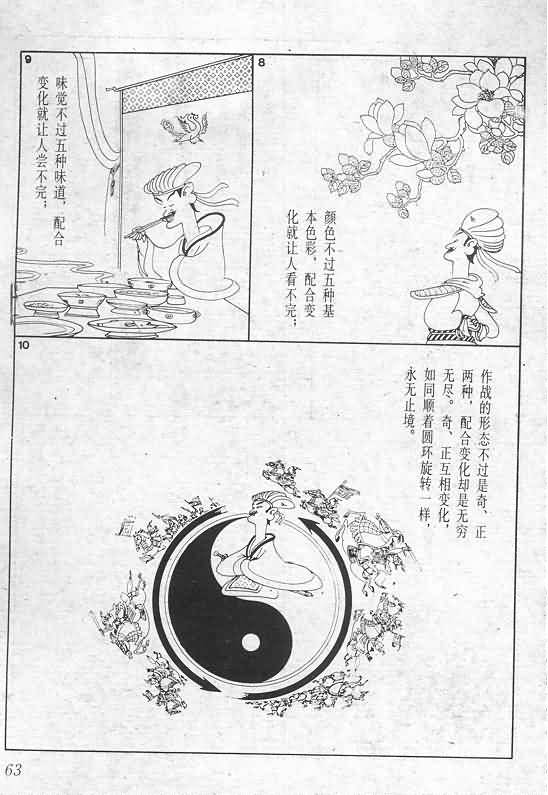 8
颜色不过五种基
本色彩，配合变
化就让人看不完；
9
味觉不过五种味道，配合
变化就让人尝不完；
10
作战的形态不过是奇、正
两种，配合变化却是无穷
无尽。奇、正互相变化，
如同顺着圆环旋转一样，
永无止境。
63